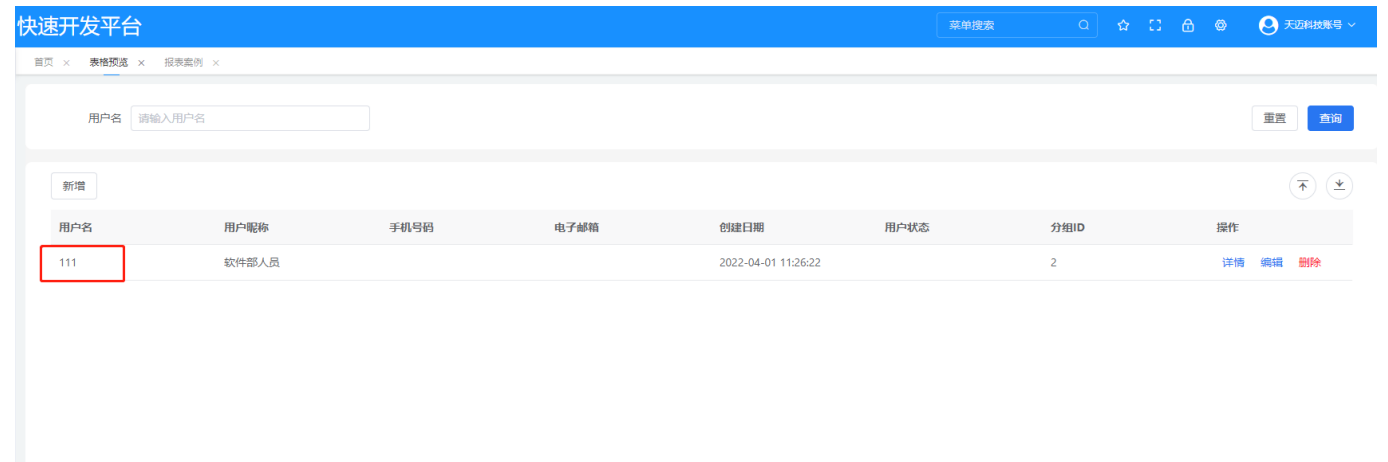 快速开发平台 菜单搜索 天迈科技账号
首页 表格预览 报表案例
用户名 请输入用户名 重置 查询
新增
用户名 用户昵称 手机号码 电子邮箱 创建日期 用户状态 分组ID 操作
111 软件部人员 2022-04-01 11:26:22 2 详情 编辑 删除